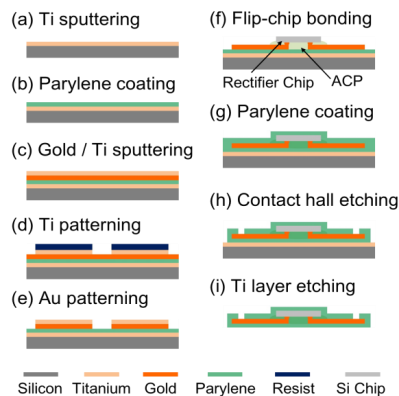 (a) Ti sputtering
(b) Parylene coating
(c) Gold / Ti sputtering
(d) Ti patterning
(e) Au patterning
(f) Flip-chip bonding
Rectifier Chip
ACP
(g) Parylene coating
(h) Contact hall etching
(i) Ti layer etching
Silicon Titanium Gold Parylene Resist Si Chip